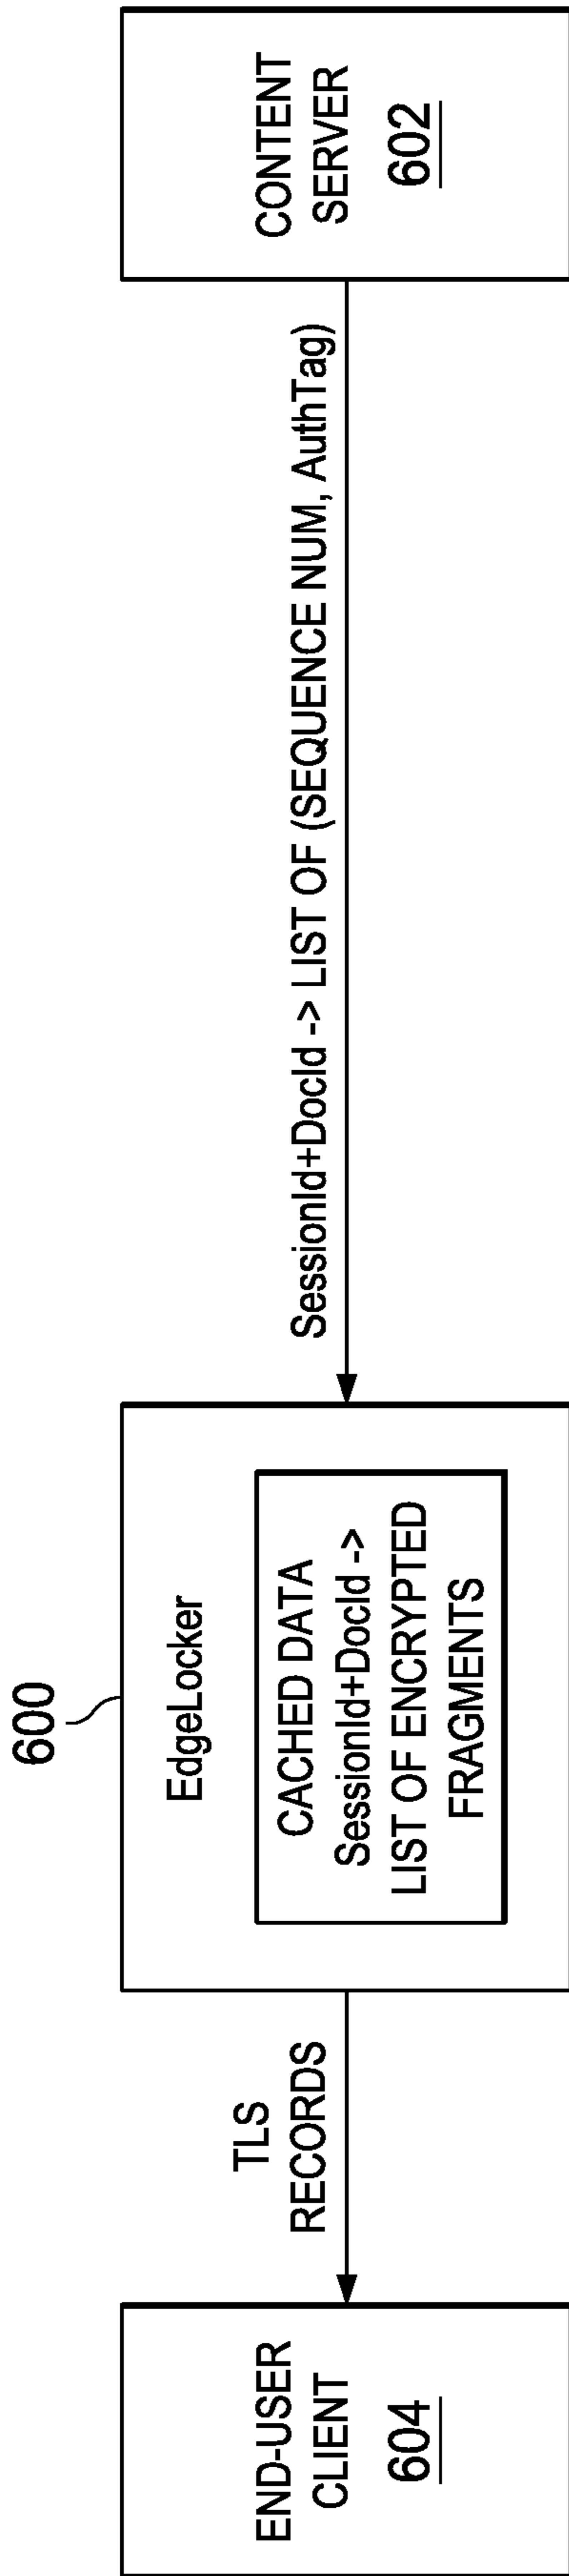 600
END-USER
CLIENT
604
TLS
RECORDS
EdgeLocker
CACHED DATA
SessionId+DocId ->
LIST OF ENCRYPTED
FRAGMENTS
SessionId+DocId -> LIST OF (SEQUENCE NUM, AuthTag)
CONTENT
SERVER
602